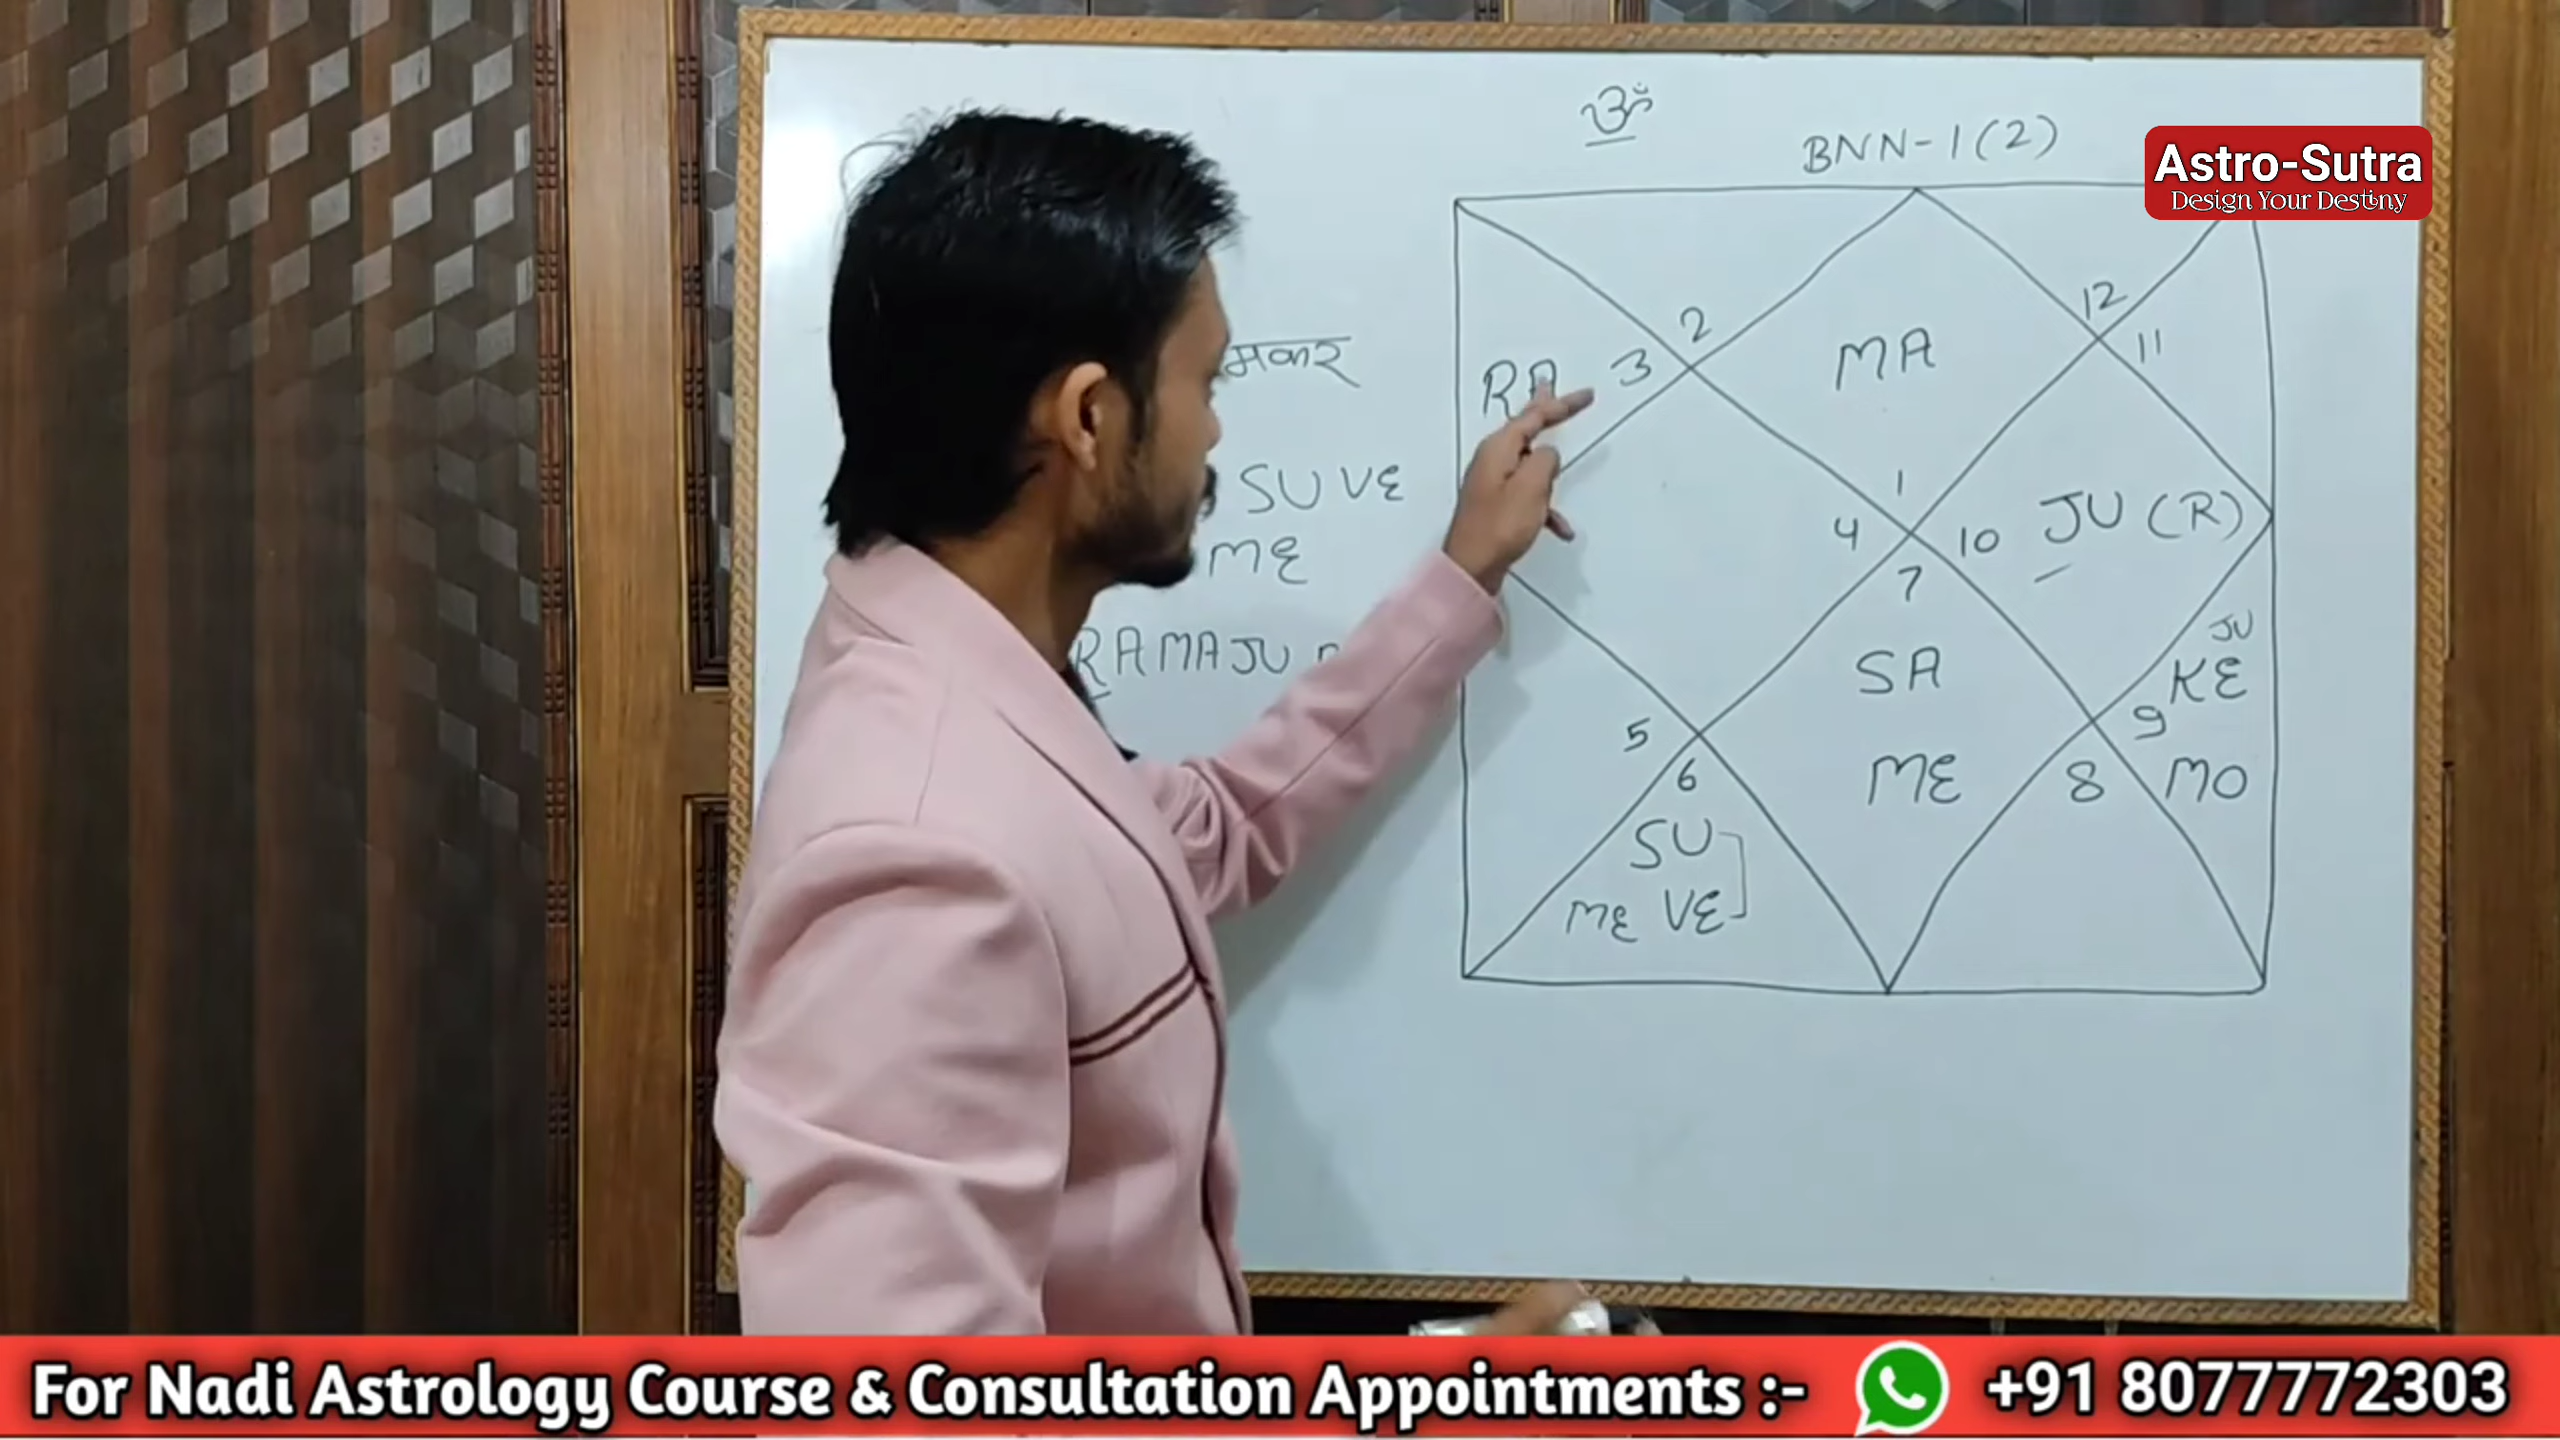 ॐ
BNN-1(2)
Astro-Sutra
Design Your Destiny
2
12
MA
11
RA 3
SU VE
1
JU (R)
4
10
ME
7
JU
RAMAJU
SA
KE
5
9
6
ME
8
MO
SU
ME VE
For Nadi Astrology Course & Consultation Appointments :- +91 8077772303